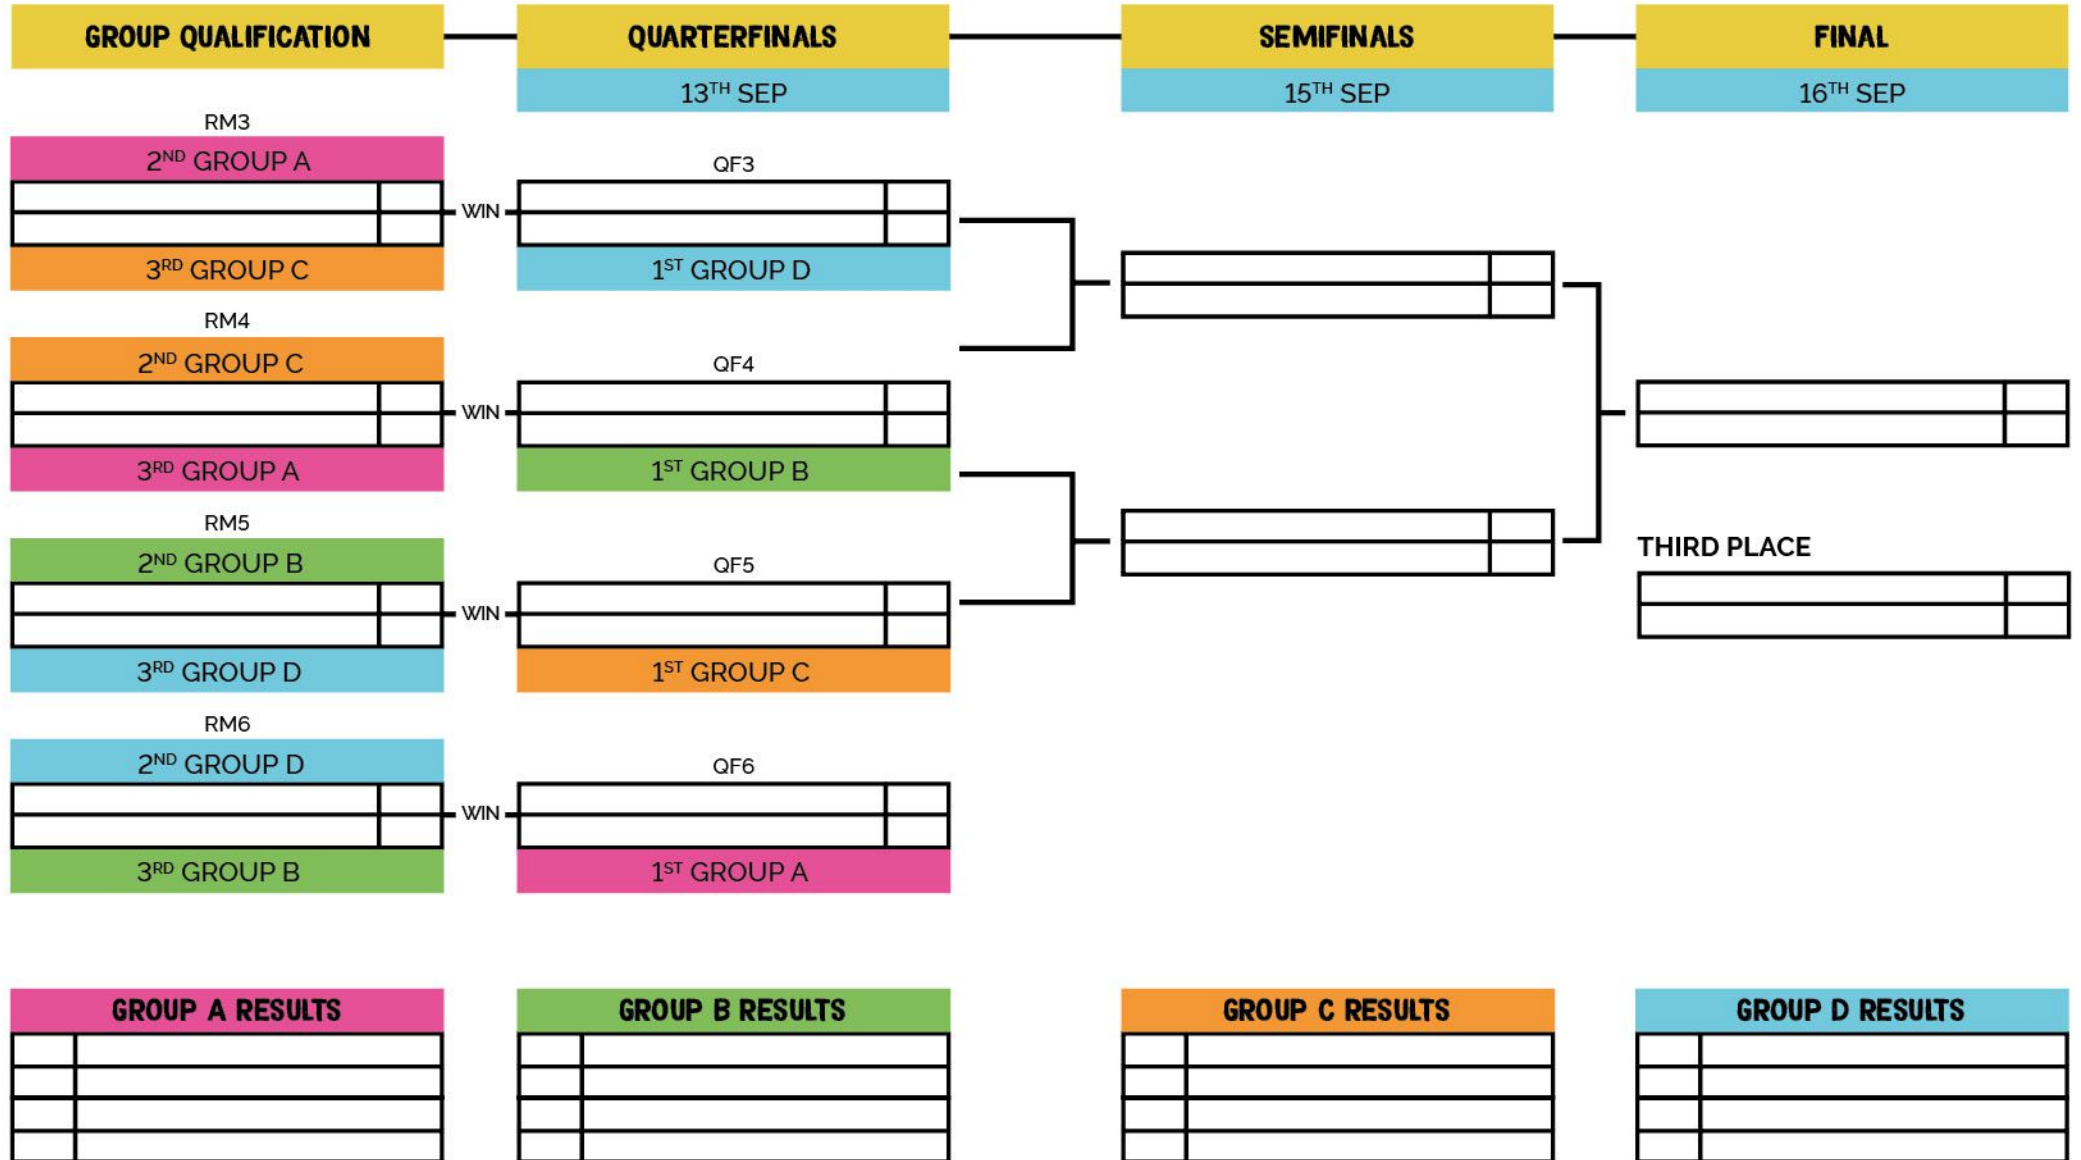 GROUP QUALIFICATION
QUARTERFINALS
SEMIFINALS
FINAL
13TH SEP
15TH SEP
16TH SEP
RM3
2ND GROUP A
WIN
3RD GROUP C
QF3
1ST GROUP D
RM4
2ND GROUP C
WIN
3RD GROUP A
QF4
1ST GROUP B
RM5
2ND GROUP B
WIN
3RD GROUP D
QF5
1ST GROUP C
THIRD PLACE
RM6
2ND GROUP D
WIN
3RD GROUP B
QF6
1ST GROUP A
GROUP A RESULTS
GROUP B RESULTS
GROUP C RESULTS
GROUP D RESULTS